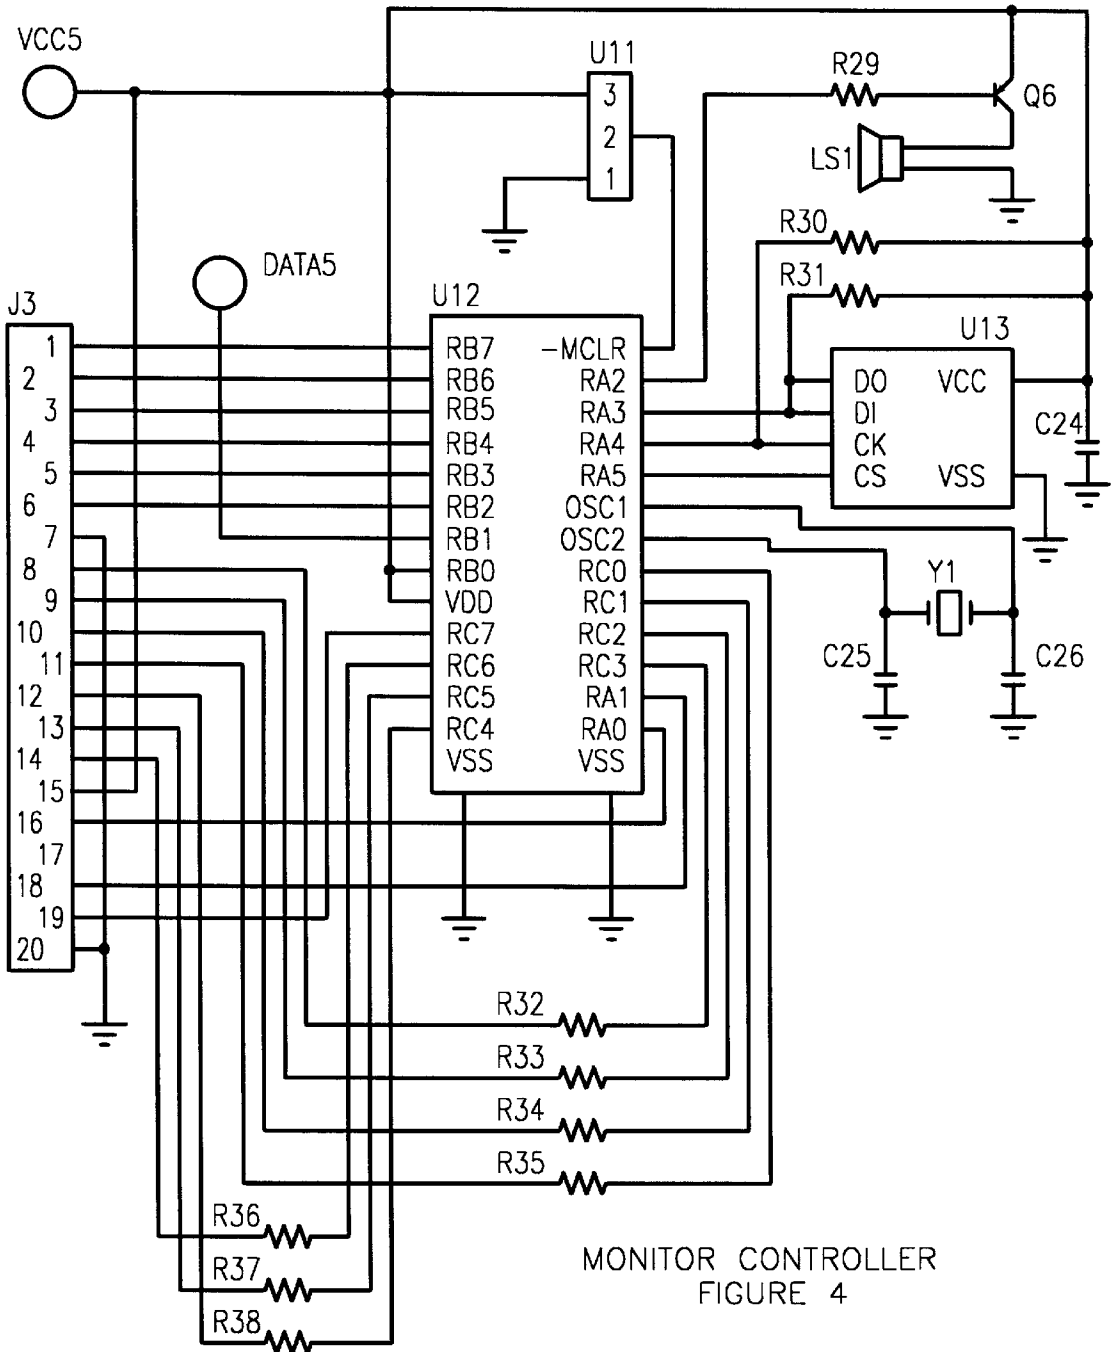 VCC5
U11
3
2
1
R29
Q6
LS1
R30
R31
DATA5
J3
1
2
3
4
5
6
7
8
9
10
11
12
13
14
15
16
17
18
19
20
U12
RB7
RB6
RB5
RB4
RB3
RB2
RB1
RB0
VDD
RC7
RC6
RC5
RC4
VSS
-MCLR
RA2
RA3
RA4
RA5
OSC1
OSC2
RC0
RC1
RC2
RC3
RA1
RA0
VSS
U13
DO
DI
CK
CS
VCC
VSS
C24
Y1
C25
C26
R32
R33
R34
R35
R36
R37
R38
MONITOR CONTROLLER
FIGURE 4